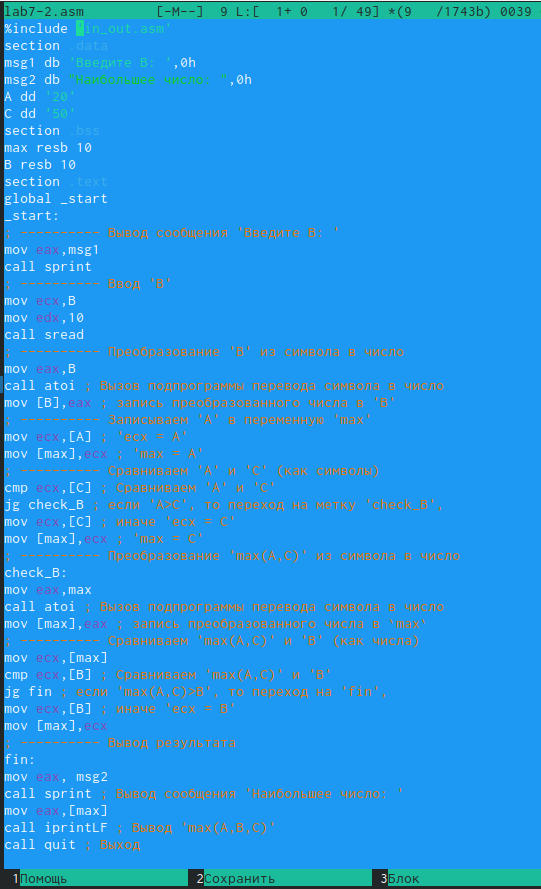 lab7-2.asm [-M--] 9 L:[ 1+ 0 1/ 49] *(9 /1743b) 0039
%include 'in_out.asm'
section .data
msg1 db 'Введите B: ',0h
msg2 db "Наибольшее число: ",0h
A dd '20'
C dd '50'
section .bss
max resb 10
B resb 10
section .text
global _start
_start:
; ---------- Вывод сообщения 'Введите B: '
mov eax,msg1
call sprint
; ---------- Ввод 'B'
mov ecx,B
mov edx,10
call sread
; ---------- Преобразование 'B' из символа в число
mov eax,B
call atoi ; Вызов подпрограммы перевода символа в число
mov [B],eax ; запись преобразованного числа в 'B'
; ---------- Записываем 'A' в переменную 'max'
mov ecx,[A] ; 'ecx = A'
mov [max],ecx ; 'max = A'
; ---------- Сравниваем 'A' и 'С' (как символы)
cmp ecx,[C] ; Сравниваем 'A' и 'С'
jg check_B ; если 'A>C', то переход на метку 'check_B',
mov ecx,[C] ; иначе 'ecx = C'
mov [max],ecx ; 'max = C'
; ---------- Преобразование 'max(A,C)' из символа в число
check_B:
mov eax,max
call atoi ; Вызов подпрограммы перевода символа в число
mov [max],eax ; запись преобразованного числа в `max`
; ---------- Сравниваем 'max(A,C)' и 'B' (как числа)
mov ecx,[max]
cmp ecx,[B] ; Сравниваем 'max(A,C)' и 'B'
jg fin ; если 'max(A,C)>B', то переход на 'fin',
mov ecx,[B] ; иначе 'ecx = B'
mov [max],ecx
; ---------- Вывод результата
fin:
mov eax, msg2
call sprint ; Вывод сообщения 'Наибольшее число: '
mov eax,[max]
call iprintLF ; Вывод 'max(A,B,C)'
call quit ; Выход
1Помощь 2Сохранить 3Блок